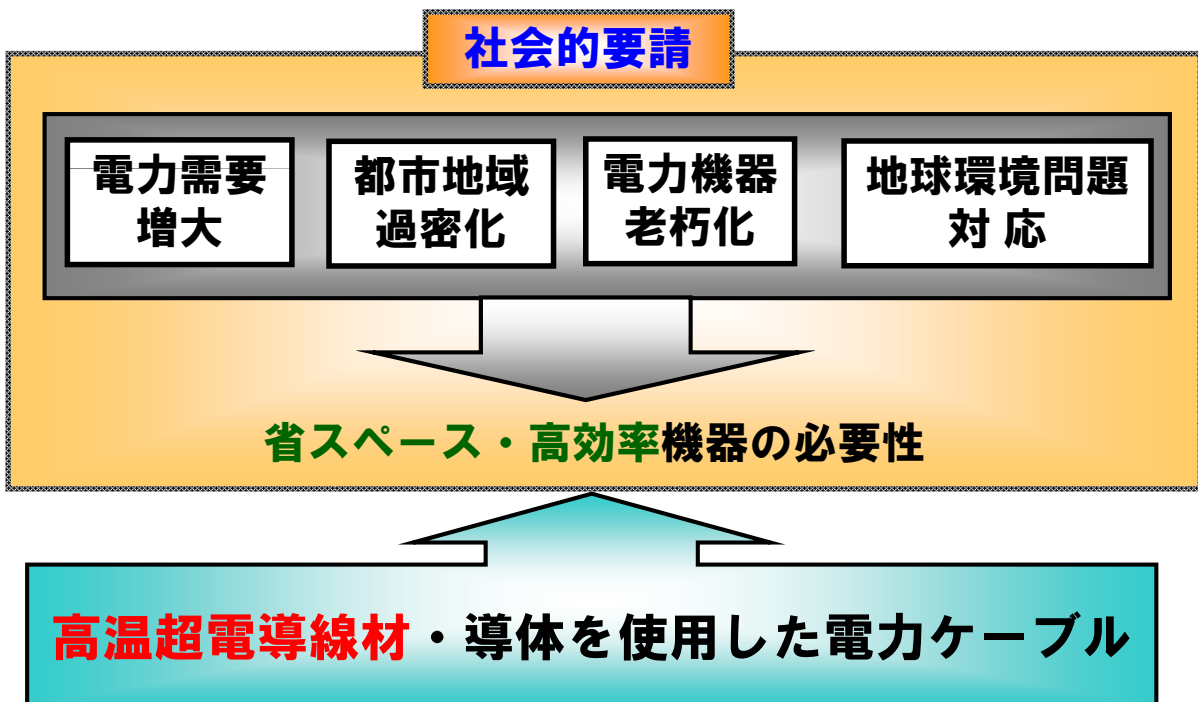 社会的要請
電力需要
増大
都市地域
過密化
電力機器
老朽化
地球環境問題
対 応
省スペース・高効率機器の必要性
高温超電導線材・導体を使用した電力ケーブル